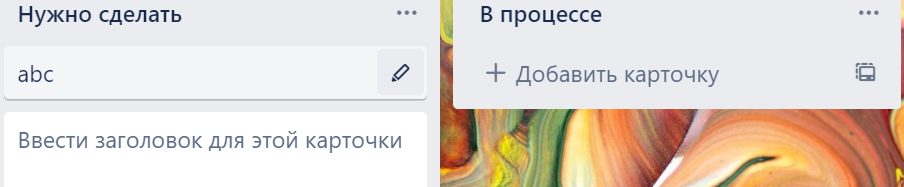 Нужно сделать
abc
Ввести заголовок для этой карточки
В процессе
Добавить карточку